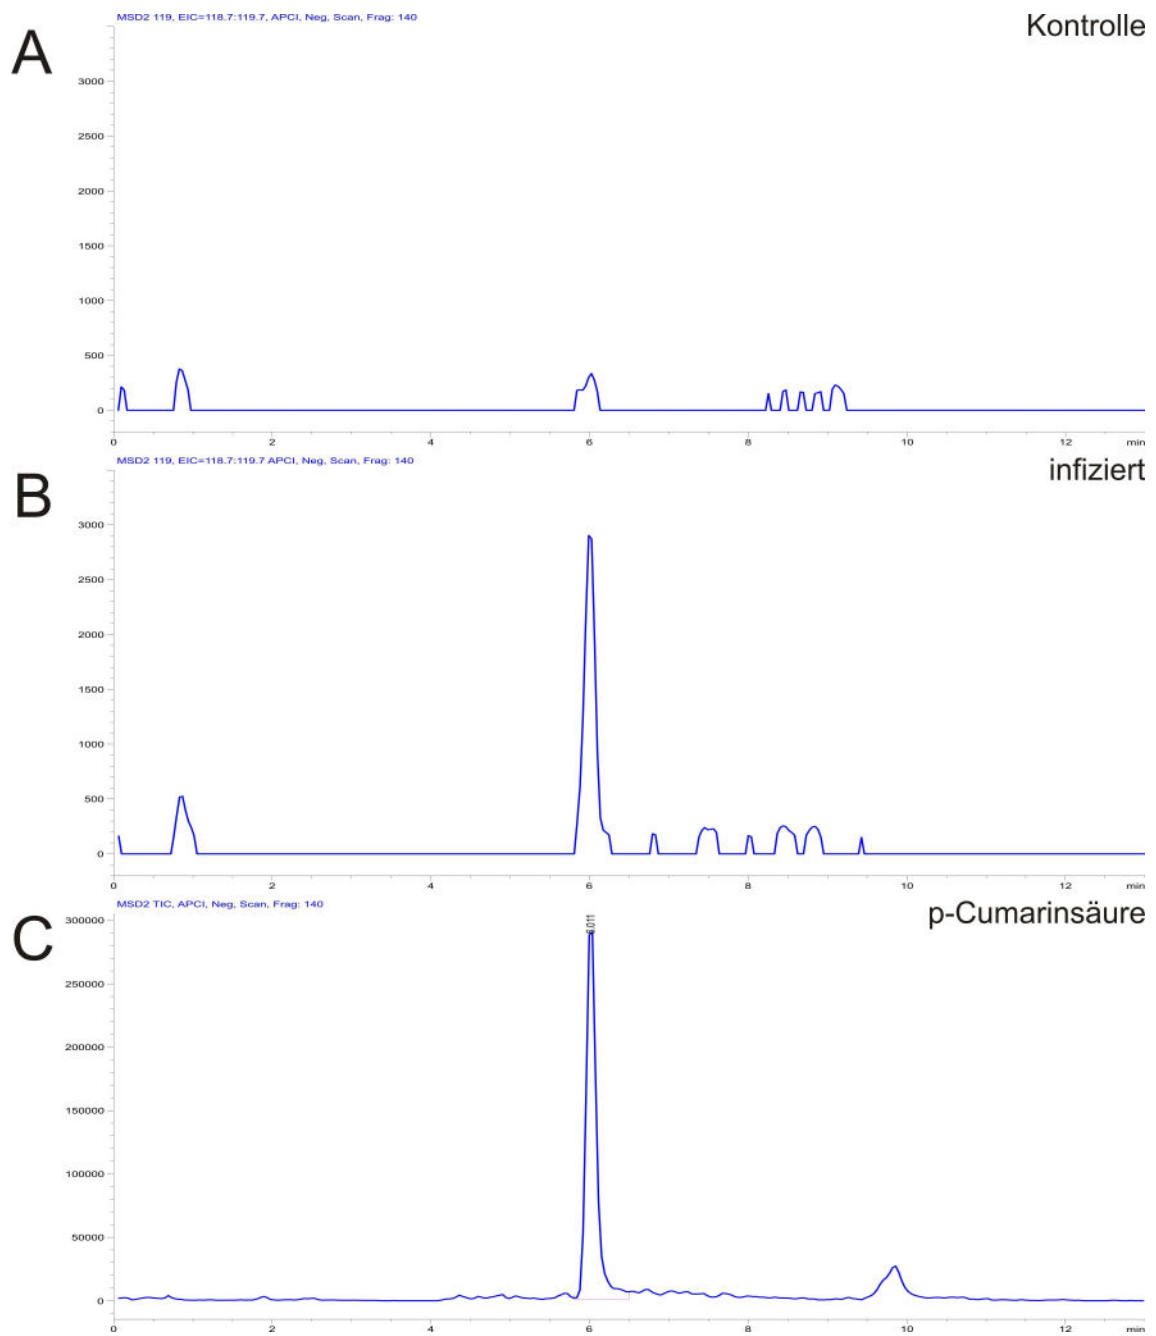 MSD2 119, EIC=118.7:119.7, APCI, Neg, Scan, Frag: 140
Kontrolle
A
3000
2500
2000
1500
1000
500
0
0 2 4 6 8 10 12 min
MSD2 119, EIC=118.7:119.7 APCI, Neg, Scan, Frag: 140
infiziert
B
3000
2500
2000
1500
1000
500
0
0 2 4 6 8 10 12 min
MSD2 TIC, APCI, Neg, Scan, Frag: 140
p-Cumarinsäure
C
300000
6.011
250000
200000
150000
100000
50000
0
0 2 4 6 8 10 12 min